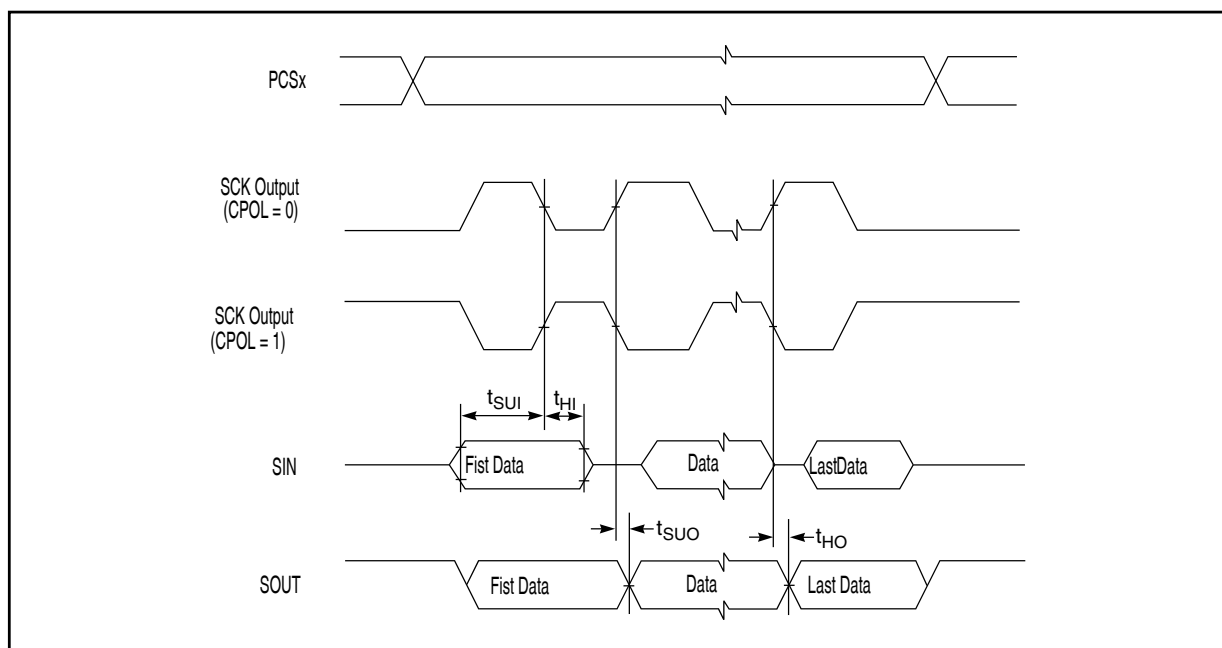 PCSx
SCK Output
(CPOL = 0)
SCK Output
(CPOL = 1)
tSUI
tHI
SIN
Fist Data
Data
LastData
tSUO
tHO
SOUT
Fist Data
Data
Last Data